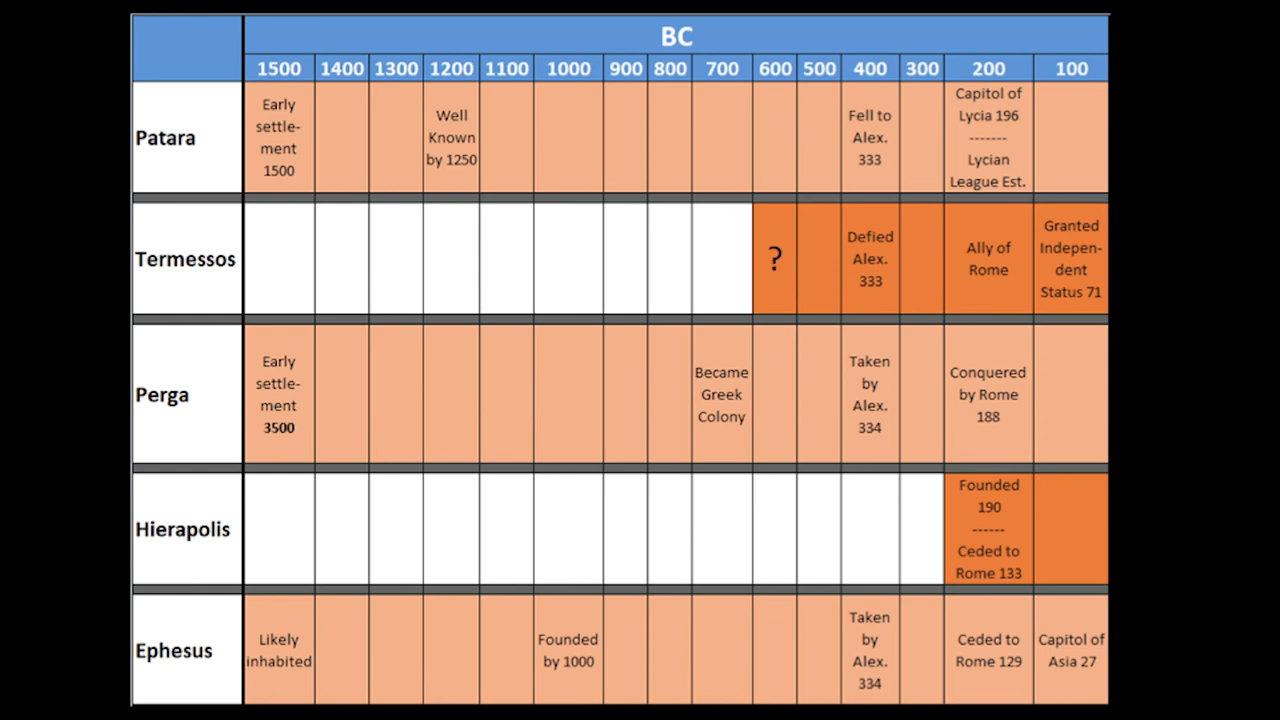 BC
1500 1400 1300 1200 1100 1000 900 800 700 600 500 400 300 200 100
Patara
Early
settle-
ment
1500
Well
Known
by 1250
Fell to
Alex.
333
Capitol of
Lycia 196
-------
Lycian
League Est.
Termessos
?
Defied
Alex.
333
Ally of
Rome
Granted
Indepen-
dent
Status 71
Perga
Early
settle-
ment
3500
Became
Greek
Colony
Taken
by
Alex.
334
Conquered
by Rome
188
Hierapolis
Founded
190
------
Ceded to
Rome 133
Ephesus
Likely
inhabited
Founded
by 1000
Taken
by
Alex.
334
Ceded to
Rome 129
Capitol of
Asia 27